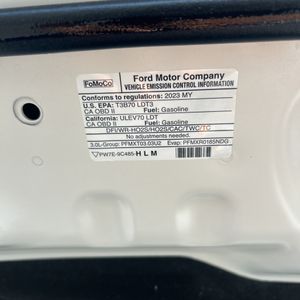 FoMoCo
Ford Motor Company
VEHICLE EMISSION CONTROL INFORMATION
Conforms to regulations: 2023 MY
U.S. EPA: T3B70 LDT3
CA OBD II Fuel: Gasoline
California: ULEV70 LDT
CA OBD II Fuel: Gasoline
DFI/WR-HO2S/HO2S/CAC/TWC/TC
No adjustments needed.
3.0L-Group: PFMXT03.03U2 Evap: PFMXR0185NDG
PW7E-9C485- H L M